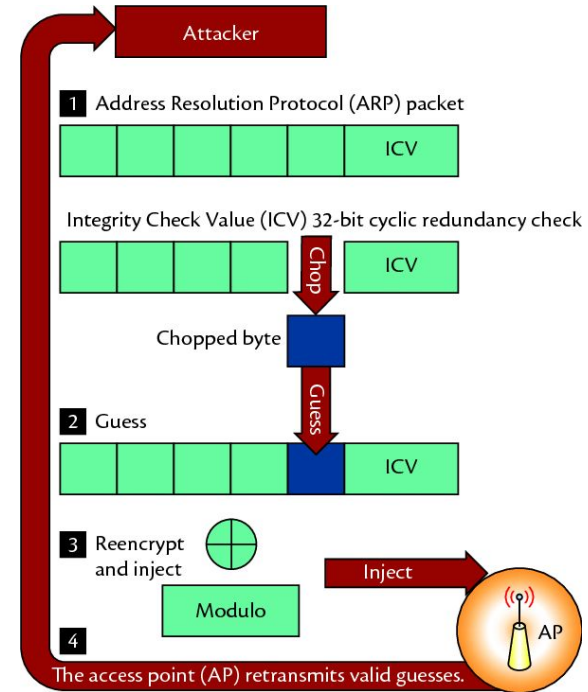 Attacker
1 Address Resolution Protocol (ARP) packet
ICV
Integrity Check Value (ICV) 32-bit cyclic redundancy check
ICV
Chop
Chopped byte
Guess
2 Guess
ICV
3 Reencrypt
and inject
Modulo
Inject
AP
4
The access point (AP) retransmits valid guesses.